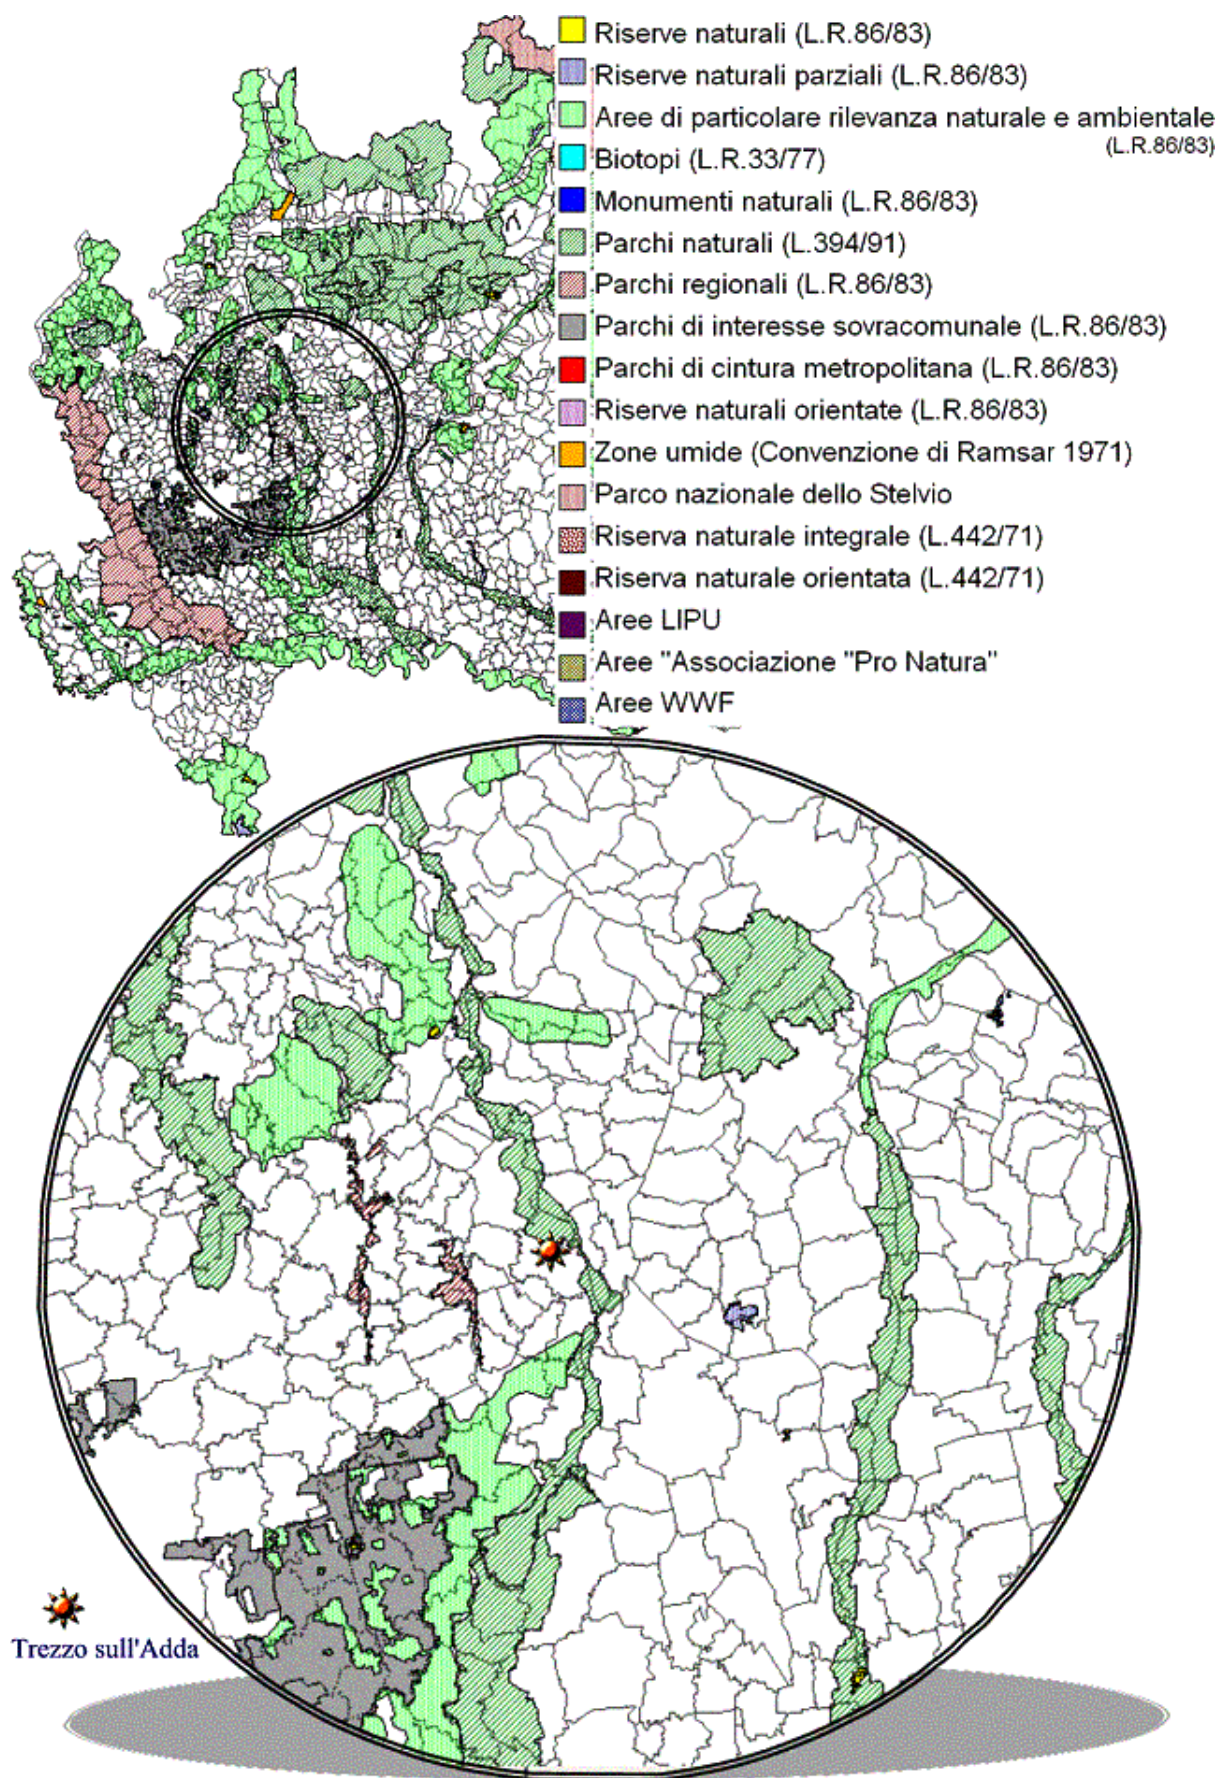 Riserve naturali (L.R.86/83)
Riserve naturali parziali (L.R.86/83)
Aree di particolare rilevanza naturale e ambientale
(L.R.86/83)
Biotopi (L.R.33/77)
Monumenti naturali (L.R.86/83)
Parchi naturali (L.394/91)
Parchi regionali (L.R.86/83)
Parchi di interesse sovracomunale (L.R.86/83)
Parchi di cintura metropolitana (L.R.86/83)
Riserve naturali orientate (L.R.86/83)
Zone umide (Convenzione di Ramsar 1971)
Parco nazionale dello Stelvio
Riserva naturale integrale (L.442/71)
Riserva naturale orientata (L.442/71)
Aree LIPU
Aree "Associazione "Pro Natura"
Aree WWF
Trezzo sull'Adda